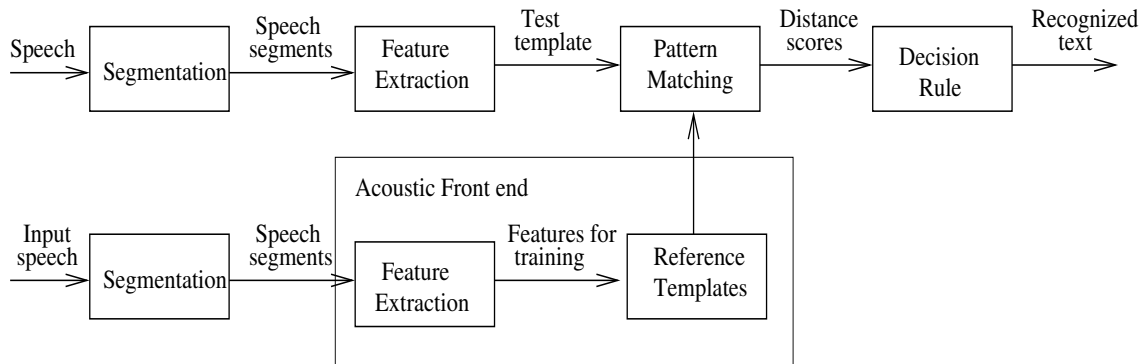 Speech
Segmentation
Speech
segments
Feature
Extraction
Test
template
Pattern
Matching
Distance
scores
Decision
Rule
Recognized
text
Acoustic Front end
Input
speech
Segmentation
Speech
segments
Feature
Extraction
Features for
training
Reference
Templates